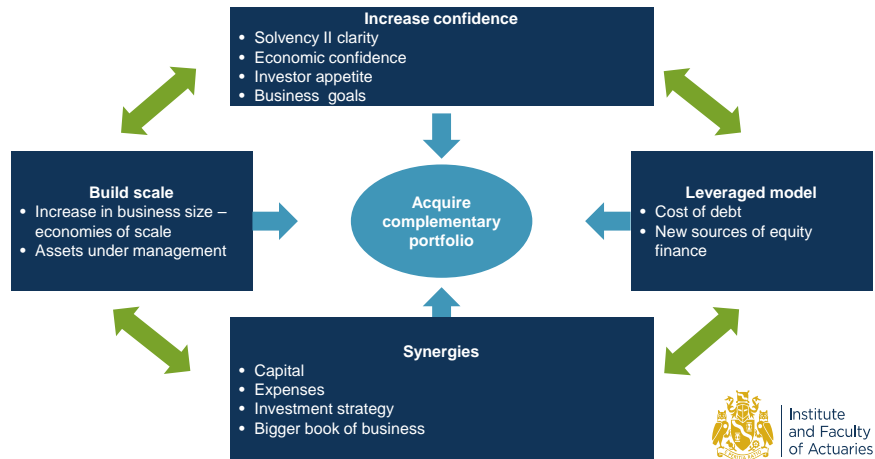 Increase confidence
• Solvency II clarity
• Economic confidence
• Investor appetite
• Business goals
Build scale
• Increase in business size –
economies of scale
• Assets under management
Acquire
complementary
portfolio
Leveraged model
• Cost of debt
• New sources of equity
finance
Synergies
• Capital
• Expenses
• Investment strategy
• Bigger book of business
Institute
and Faculty
of Actuaries